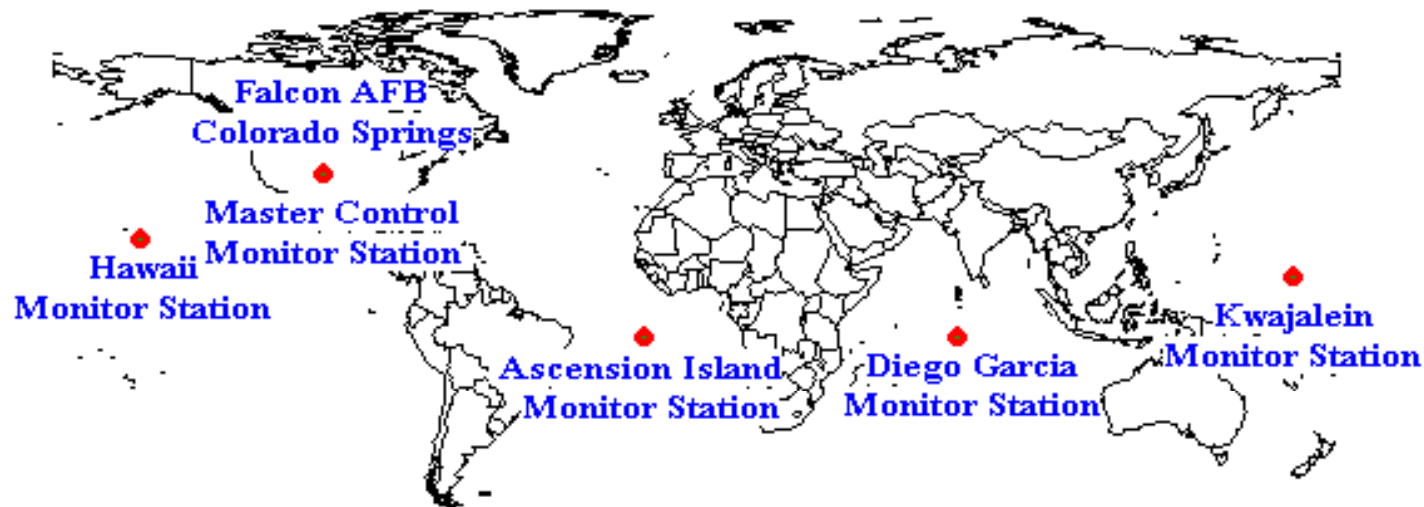 Falcon AFB
Colorado Springs
Master Control
Monitor Station
Hawaii
Monitor Station
Ascension Island
Monitor Station
Diego Garcia
Monitor Station
Kwajalein
Monitor Station